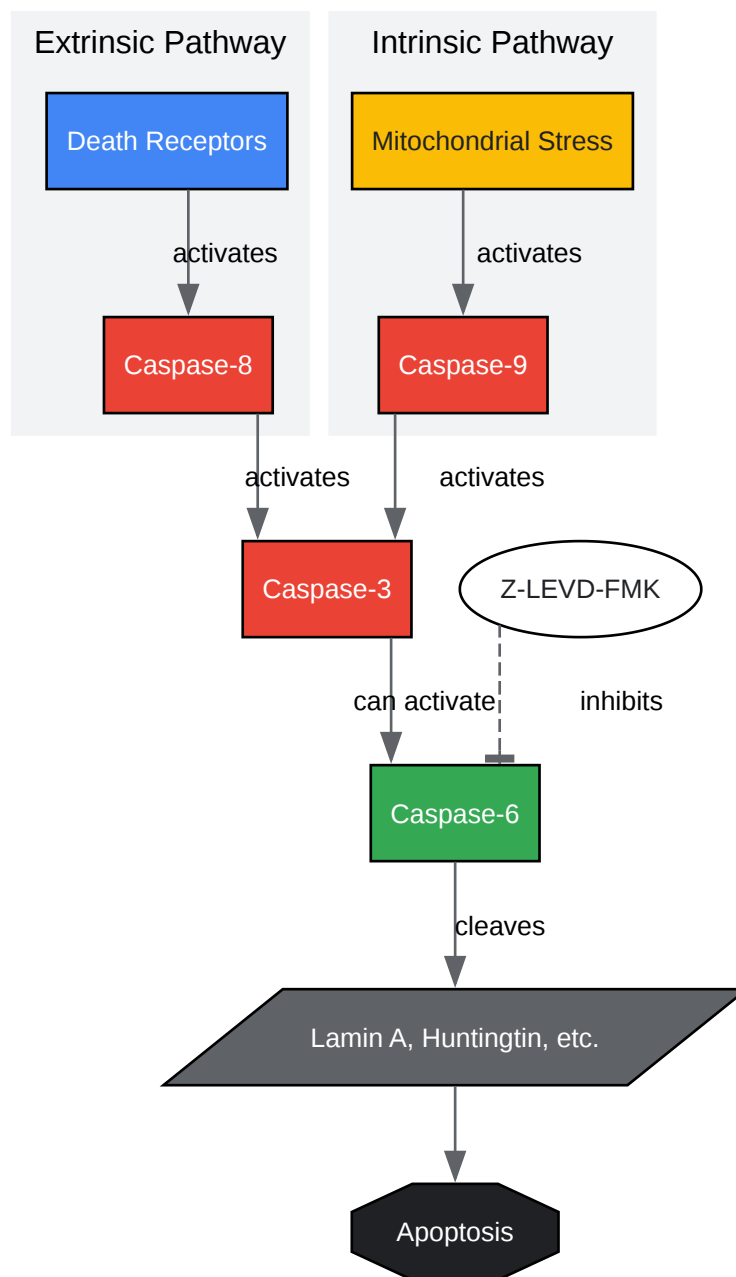 Extrinsic Pathway
Intrinsic Pathway
Death Receptors
Mitochondrial Stress
activates
activates
Caspase-8
Caspase-9
activates
activates
Caspase-3
Z-LEVD-FMK
can activate
inhibits
Caspase-6
cleaves
Lamin A, Huntingtin, etc.
Apoptosis